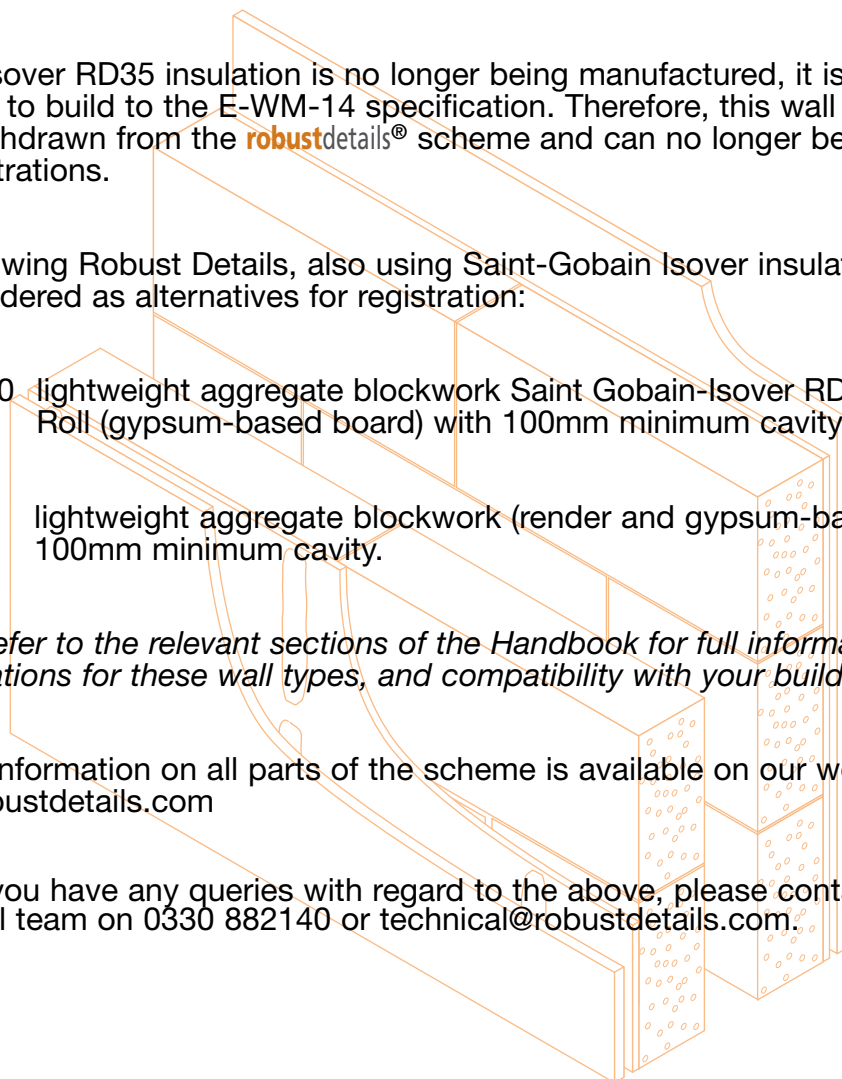 sover RD35 insulation is no longer being manufactured, it is
to build to the E-WM-14 specification. Therefore, this wall
hdrawn from the robustdetails® scheme and can no longer be
trations.
wing Robust Details, also using Saint-Gobain Isover insula
dered as alternatives for registration:
0 lightweight aggregate blockwork Saint Gobain-Isover RD
Roll (gypsum-based board) with 100mm minimum cavity
lightweight aggregate blockwork (render and gypsum-ba
100mm minimum cavity.
efer to the relevant sections of the Handbook for full informa
ations for these wall types, and compatibility with your build
nformation on all parts of the scheme is available on our w
bustdetails.com
you have any queries with regard to the above, please conta
l team on 0330 882140 or technical@robustdetails.com.